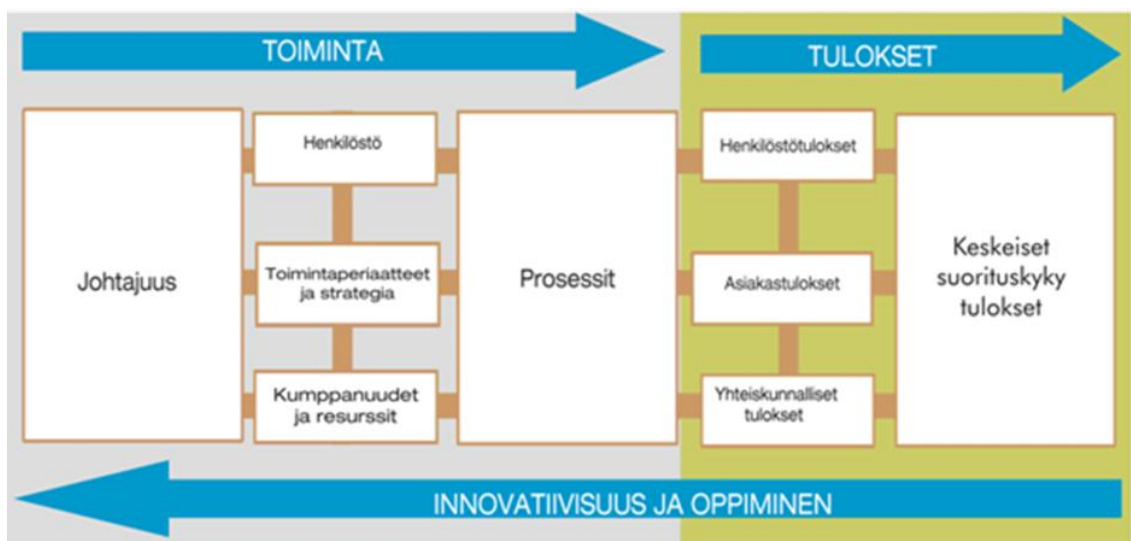 TOIMINTA
TULOKSET
Johtajuus
Henkilöstö
Toimintaperiaatteet
ja strategia
Kumppanuudet
ja resurssit
Prosessit
Henkilöstötulokset
Asiakastulokset
Yhteiskunnalliset
tulokset
Keskeiset
suorituskyky
tulokset
INNOVATIIVISUUS JA OPPIMINEN